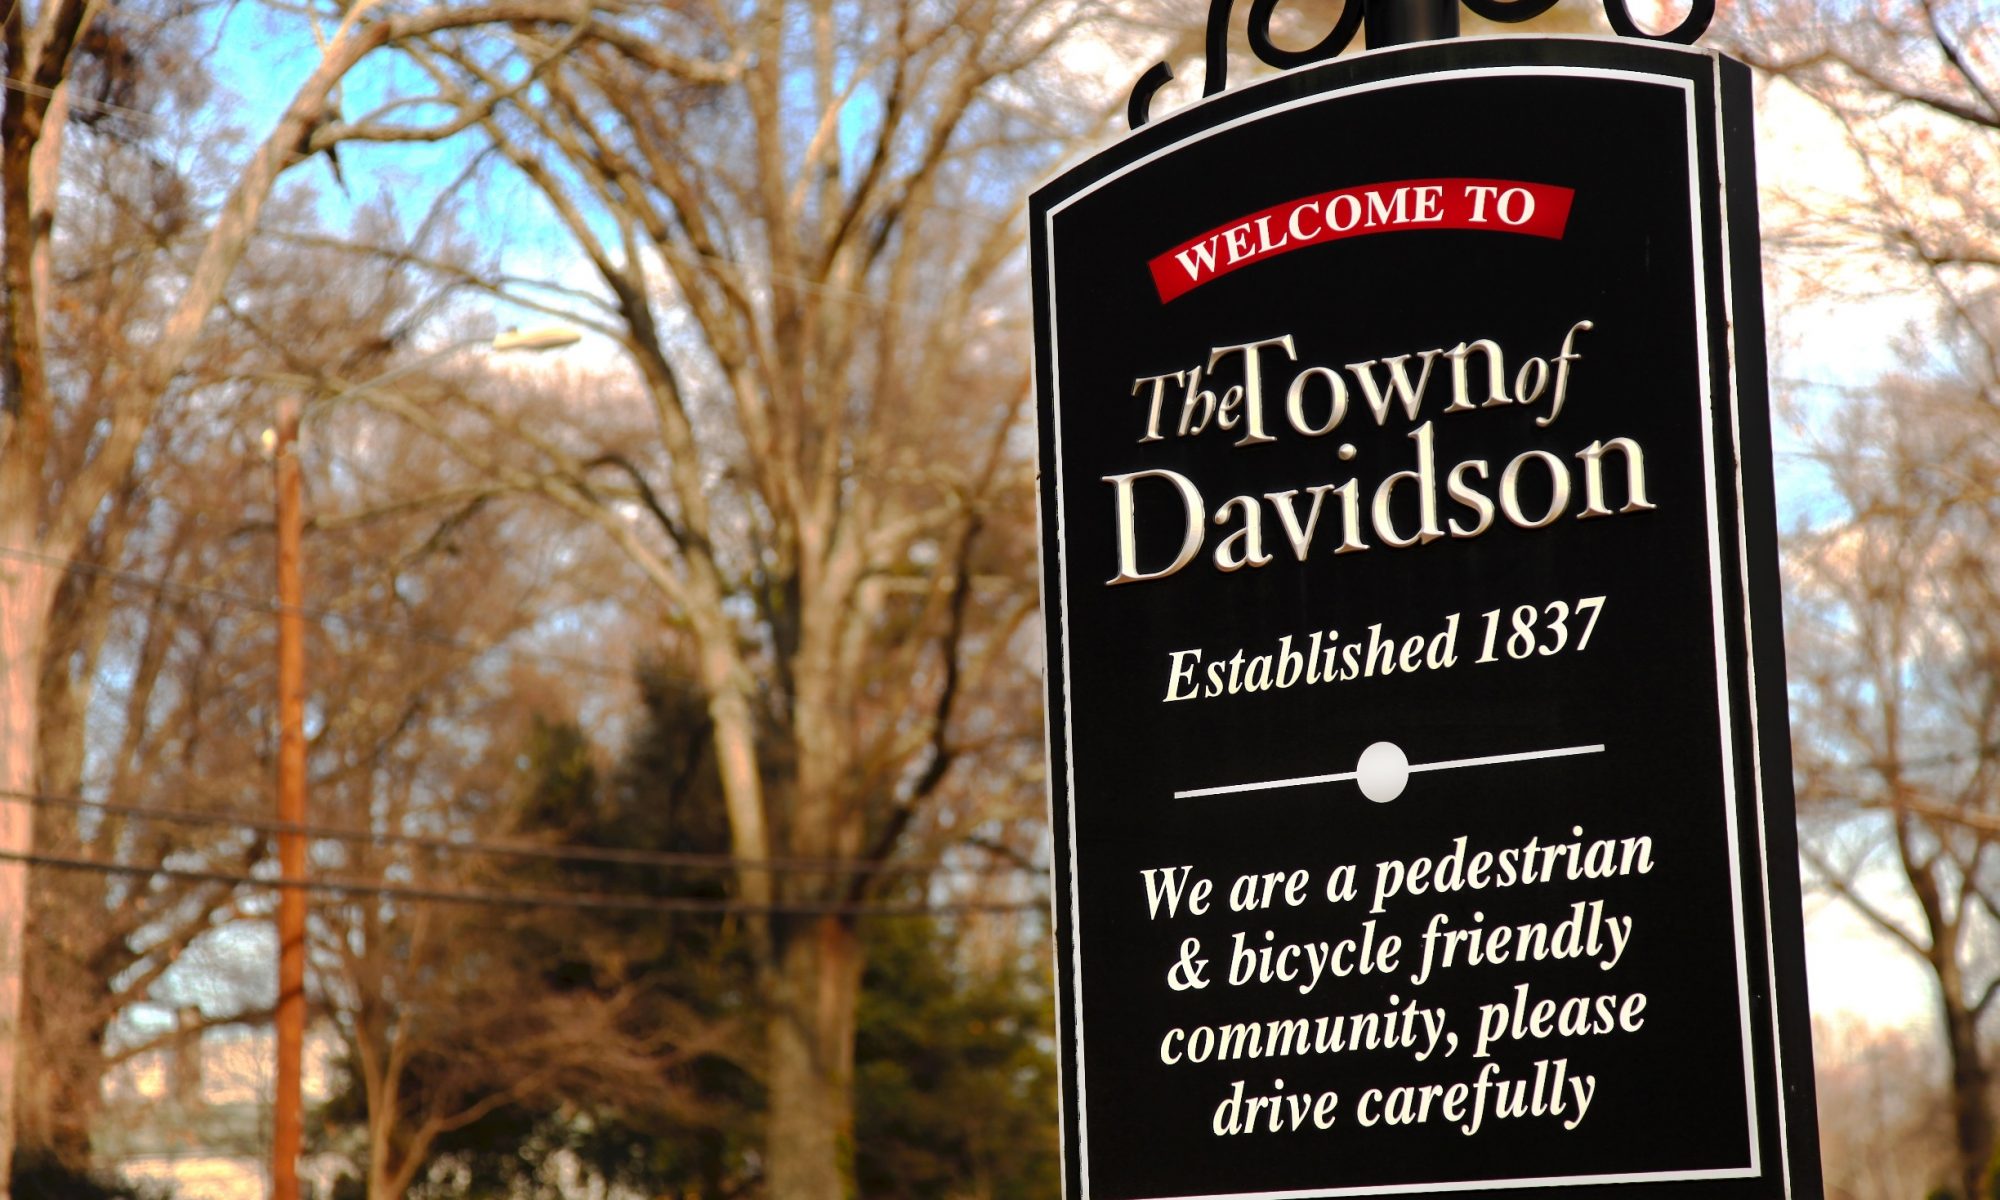 WELCOME TO
The Town of
Davidson
Established 1837
We are a pedestrian
& bicycle friendly
community, please
drive carefully